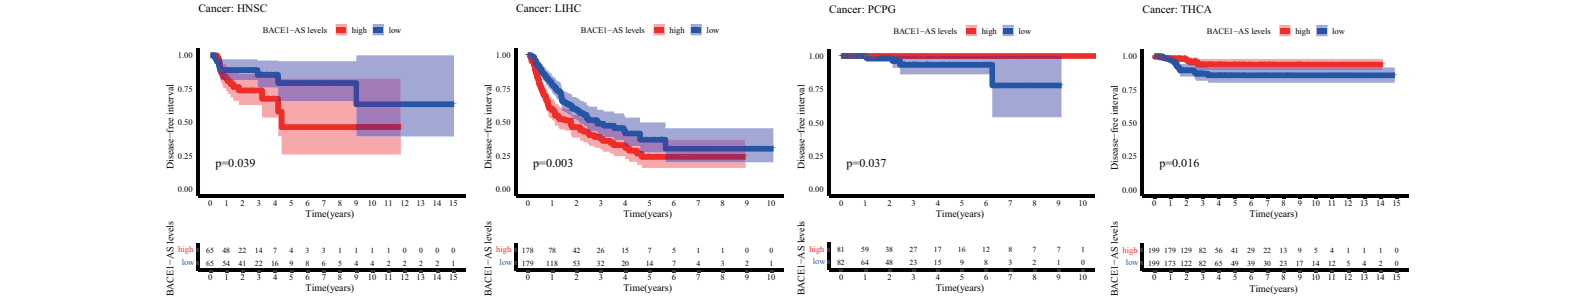 Cancer: HNSC
BACE1−AS levels high low
Disease−free interval
1.00
0.75
0.50
0.25
0.00
p=0.039
0 1 2 3 4 5 6 7 8 9 10 11 12 13 14 15
Time(years)
BACE1−AS levels
high 65 48 22 14 7 4 3 3 1 1 1 1 0 0 0 0
low 65 54 41 22 16 9 8 6 5 4 4 2 2 2 2 1
0 1 2 3 4 5 6 7 8 9 10 11 12 13 14 15
Time(years)
Cancer: LIHC
BACE1−AS levels high low
Disease−free interval
1.00
0.75
0.50
0.25
0.00
p=0.003
0 1 2 3 4 5 6 7 8 9 10
Time(years)
BACE1−AS levels
high 178 78 42 26 15 7 5 1 1 0 0
low 179 118 53 32 20 14 7 4 3 2 1
0 1 2 3 4 5 6 7 8 9 10
Time(years)
Cancer: PCPG
BACE1−AS levels high low
Disease−free interval
1.00
0.75
0.50
0.25
0.00
p=0.037
0 1 2 3 4 5 6 7 8 9 10
Time(years)
BACE1−AS levels
high 81 59 38 27 17 16 12 8 7 7 1
low 82 64 48 23 15 9 8 3 2 1 0
0 1 2 3 4 5 6 7 8 9 10
Time(years)
Cancer: THCA
BACE1−AS levels high low
Disease−free interval
1.00
0.75
0.50
0.25
0.00
p=0.016
0 1 2 3 4 5 6 7 8 9 10 11 12 13 14 15
Time(years)
BACE1−AS levels
high 199 179 129 82 56 41 29 22 13 9 5 4 1 1 1 0
low 199 173 122 82 65 49 39 30 23 17 14 12 5 4 2 0
0 1 2 3 4 5 6 7 8 9 10 11 12 13 14 15
Time(years)